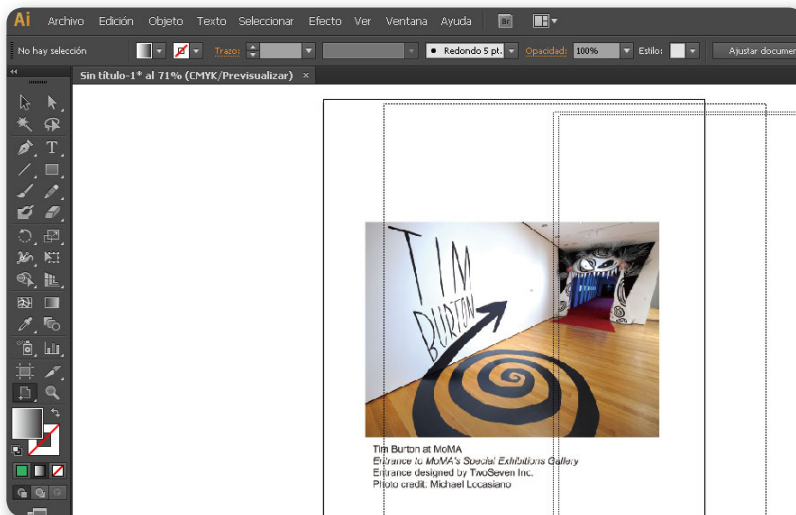 Ai Archivo Edición Objeto Texto Seleccionar Efecto Ver Ventana Ayuda Br
No hay selección Trazo: Redondo 5 pt. Opacidad: 100% Estilo: Ajustar documen
Sin título-1* al 71% (CMYK/Previsualizar) ×
TIM
BURTON
Tim Burton at MoMA
Entrance to MoMA's Special Exhibitions Gallery
Entrance designed by TwoSeven Inc.
Photo credit: Michael Locasiano